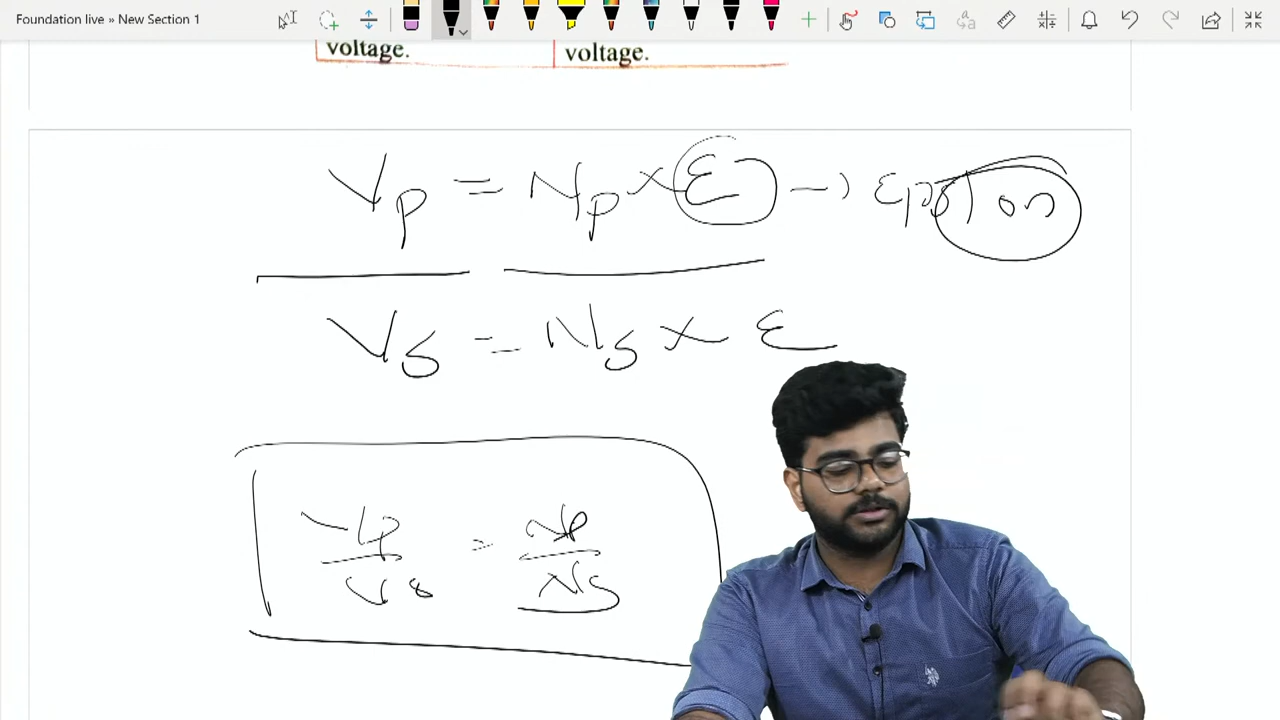 Foundation live » New Section 1
voltage. voltage.
Vp = Np × ε → Epsilon
Vs = Ns × ε
Vp = Np
Vs Ns